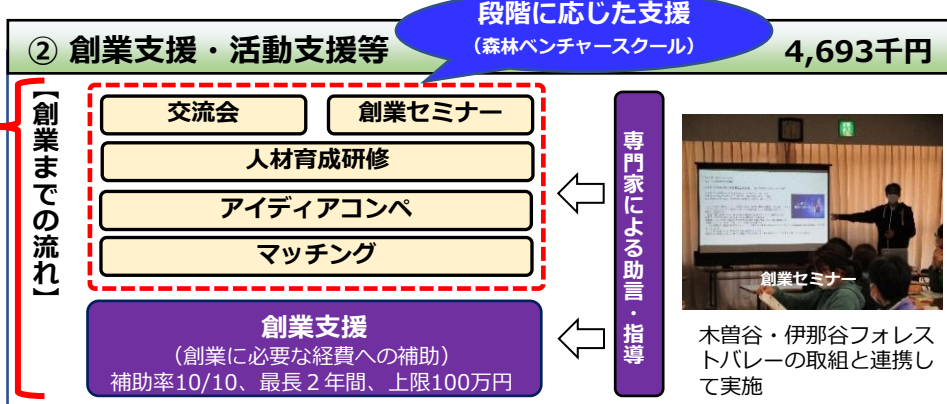 段階に応じた支援
（森林ベンチャースクール）
② 創業支援・活動支援等
4,693千円
【創業までの流れ】
交流会
創業セミナー
人材育成研修
アイディアコンペ
マッチング
創業支援
（創業に必要な経費への補助）
補助率10/10、最長２年間、上限100万円
専門家による助言・指導
創業セミナー
木曽谷・伊那谷フォレス
トバレーの取組と連携し
て実施